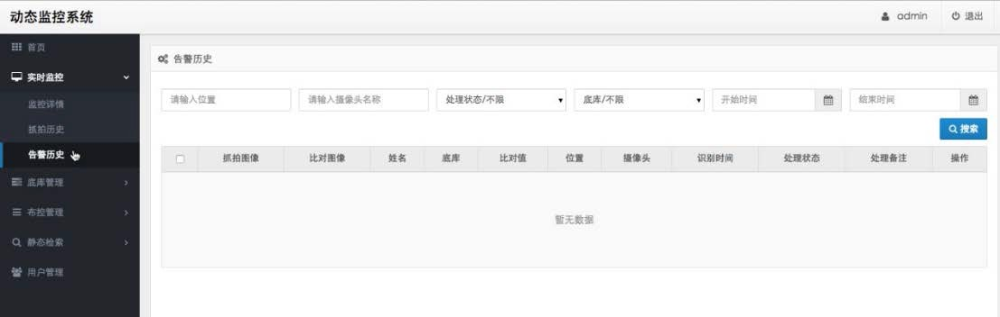 动态监控系统
admin 退出
首页
实时监控
监控详情
抓拍历史
告警历史
底库管理
布控管理
静态检索
用户管理
告警历史
请输入位置 请输入摄像头名称 处理状态/不限 底库/不限 开始时间 结束时间
搜索
抓拍图像 比对图像 姓名 底库 比对值 位置 摄像头 识别时间 处理状态 处理备注 操作
暂无数据